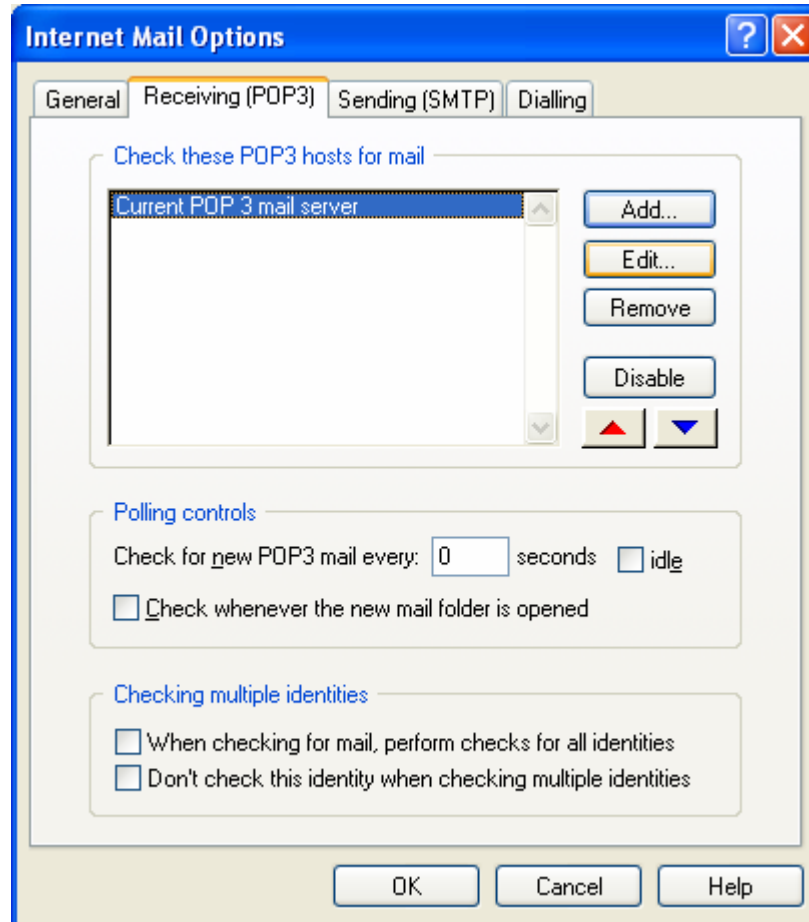 Internet Mail Options
General Receiving (POP3) Sending (SMTP) Dialling
Check these POP3 hosts for mail
Current POP 3 mail server
Add...
Edit...
Remove
Disable
Polling controls
Check for new POP3 mail every: 0 seconds idle
Check whenever the new mail folder is opened
Checking multiple identities
When checking for mail, perform checks for all identities
Don't check this identity when checking multiple identities
OK Cancel Help